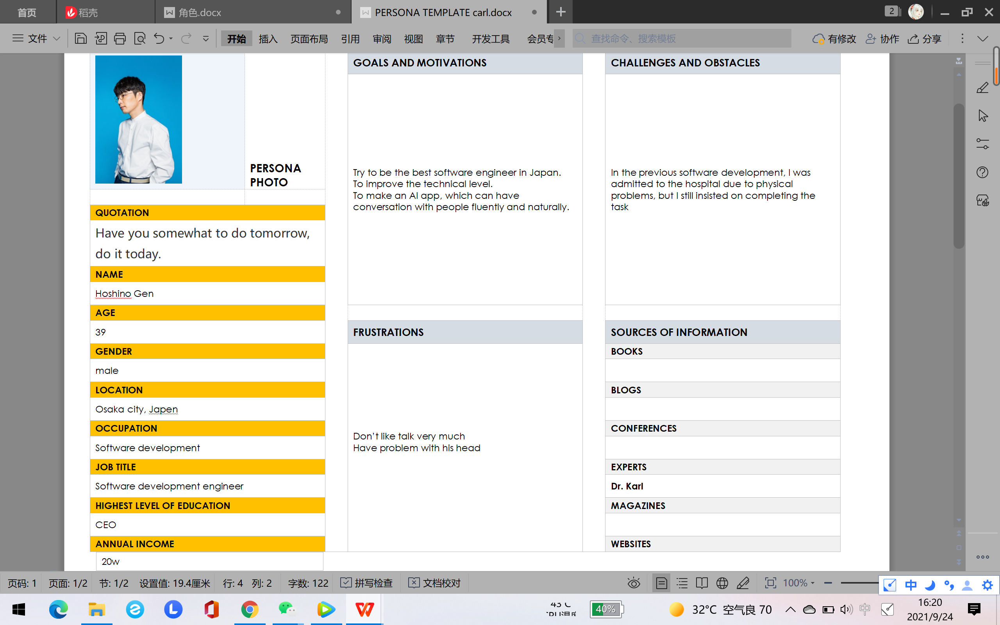 首页
稻壳
角色.docx
PERSONA TEMPLATE carl.docx
2
文件
开始
插入
页面布局
引用
审阅
视图
章节
开发工具
会员专
查找命令、搜索模板
有修改
协作
分享
PERSONA
PHOTO
QUOTATION
Have you somewhat to do tomorrow,
do it today.
NAME
Hoshino Gen
AGE
39
GENDER
male
LOCATION
Osaka city, Japen
OCCUPATION
Software development
JOB TITLE
Software development engineer
HIGHEST LEVEL OF EDUCATION
CEO
ANNUAL INCOME
20w
GOALS AND MOTIVATIONS
Try to be the best software engineer in Japan.
To improve the technical level.
To make an AI app, which can have
conversation with people fluently and naturally.
FRUSTRATIONS
Don't like talk very much
Have problem with his head
CHALLENGES AND OBSTACLES
In the previous software development, I was
admitted to the hospital due to physical
problems, but I still insisted on completing the
task
SOURCES OF INFORMATION
BOOKS
BLOGS
CONFERENCES
EXPERTS
Dr. Karl
MAGAZINES
WEBSITES
页码: 1
页面: 1/2
节: 1/2
设置值: 19.4厘米
行: 4
列: 2
字数: 122
拼写检查
文档校对
100%
中
40%
32°C 空气良 70
中
16:20
2021/9/24